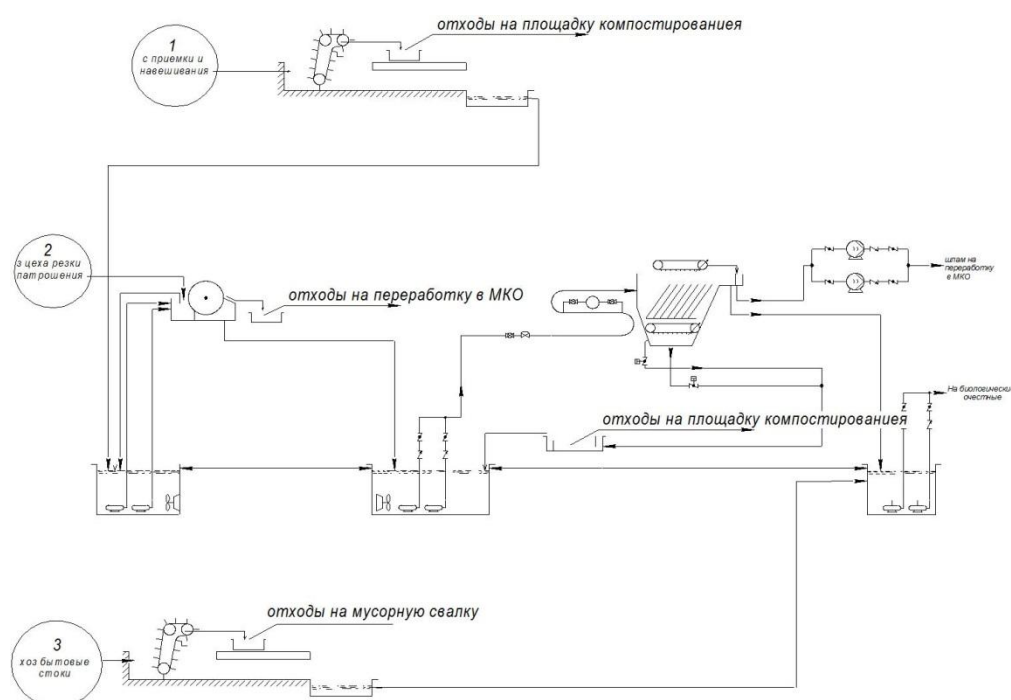 отходы на площадку компостированиея
1
с приемки и
навешивания
2
з цеха резки
патрошения
отходы на переработку в МКО
шлам на
переработку
в МКО
На биологически
очестные
отходы на площадку компостированиея
отходы на мусорную свалку
3
хоз бытовые
стоки